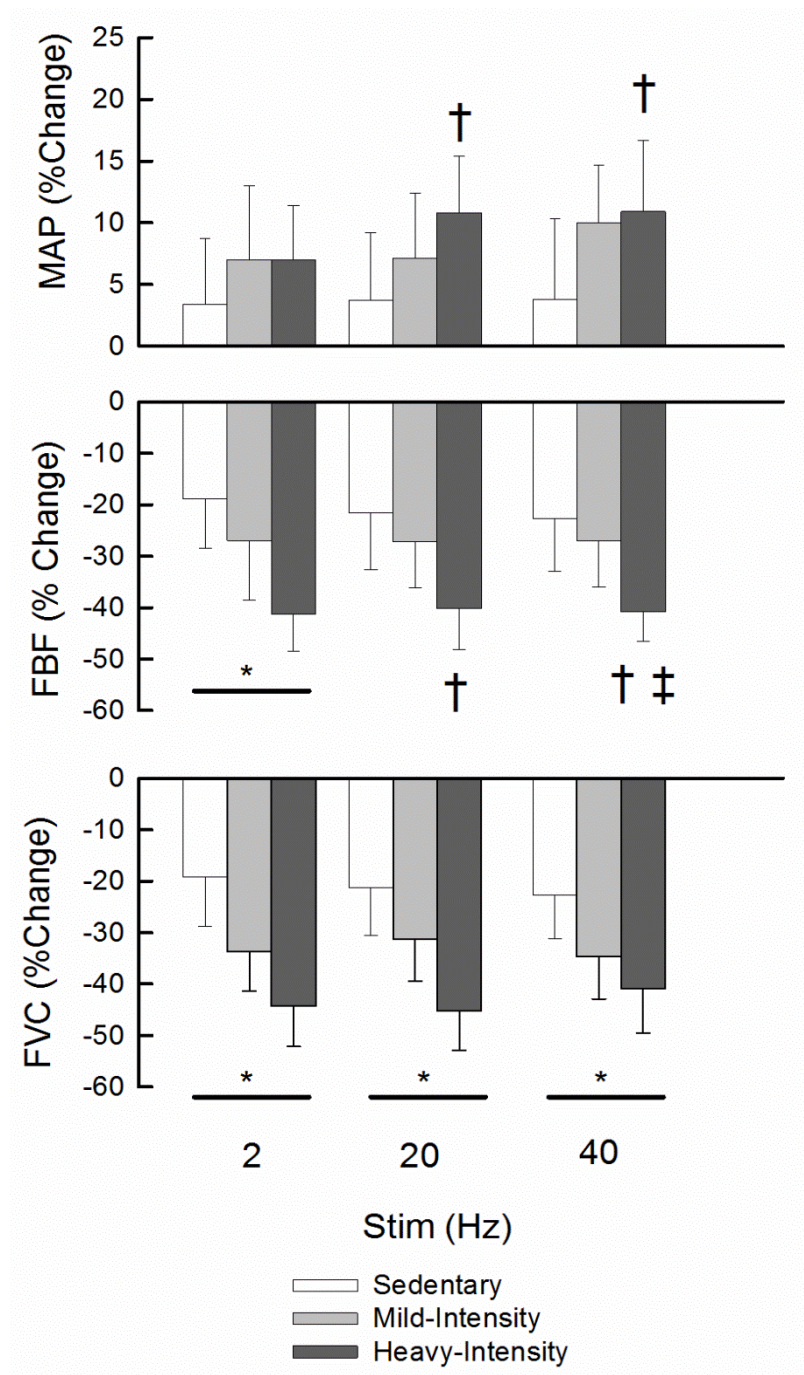 25
20
15
10
5
0
MAP (%Change)
† †
0
-10
-20
-30
-40
-50
-60
FBF (% Change)
* † † ‡
0
-10
-20
-30
-40
-50
-60
FVC (%Change)
* * *
2 20 40
Stim (Hz)
Sedentary
Mild-Intensity
Heavy-Intensity